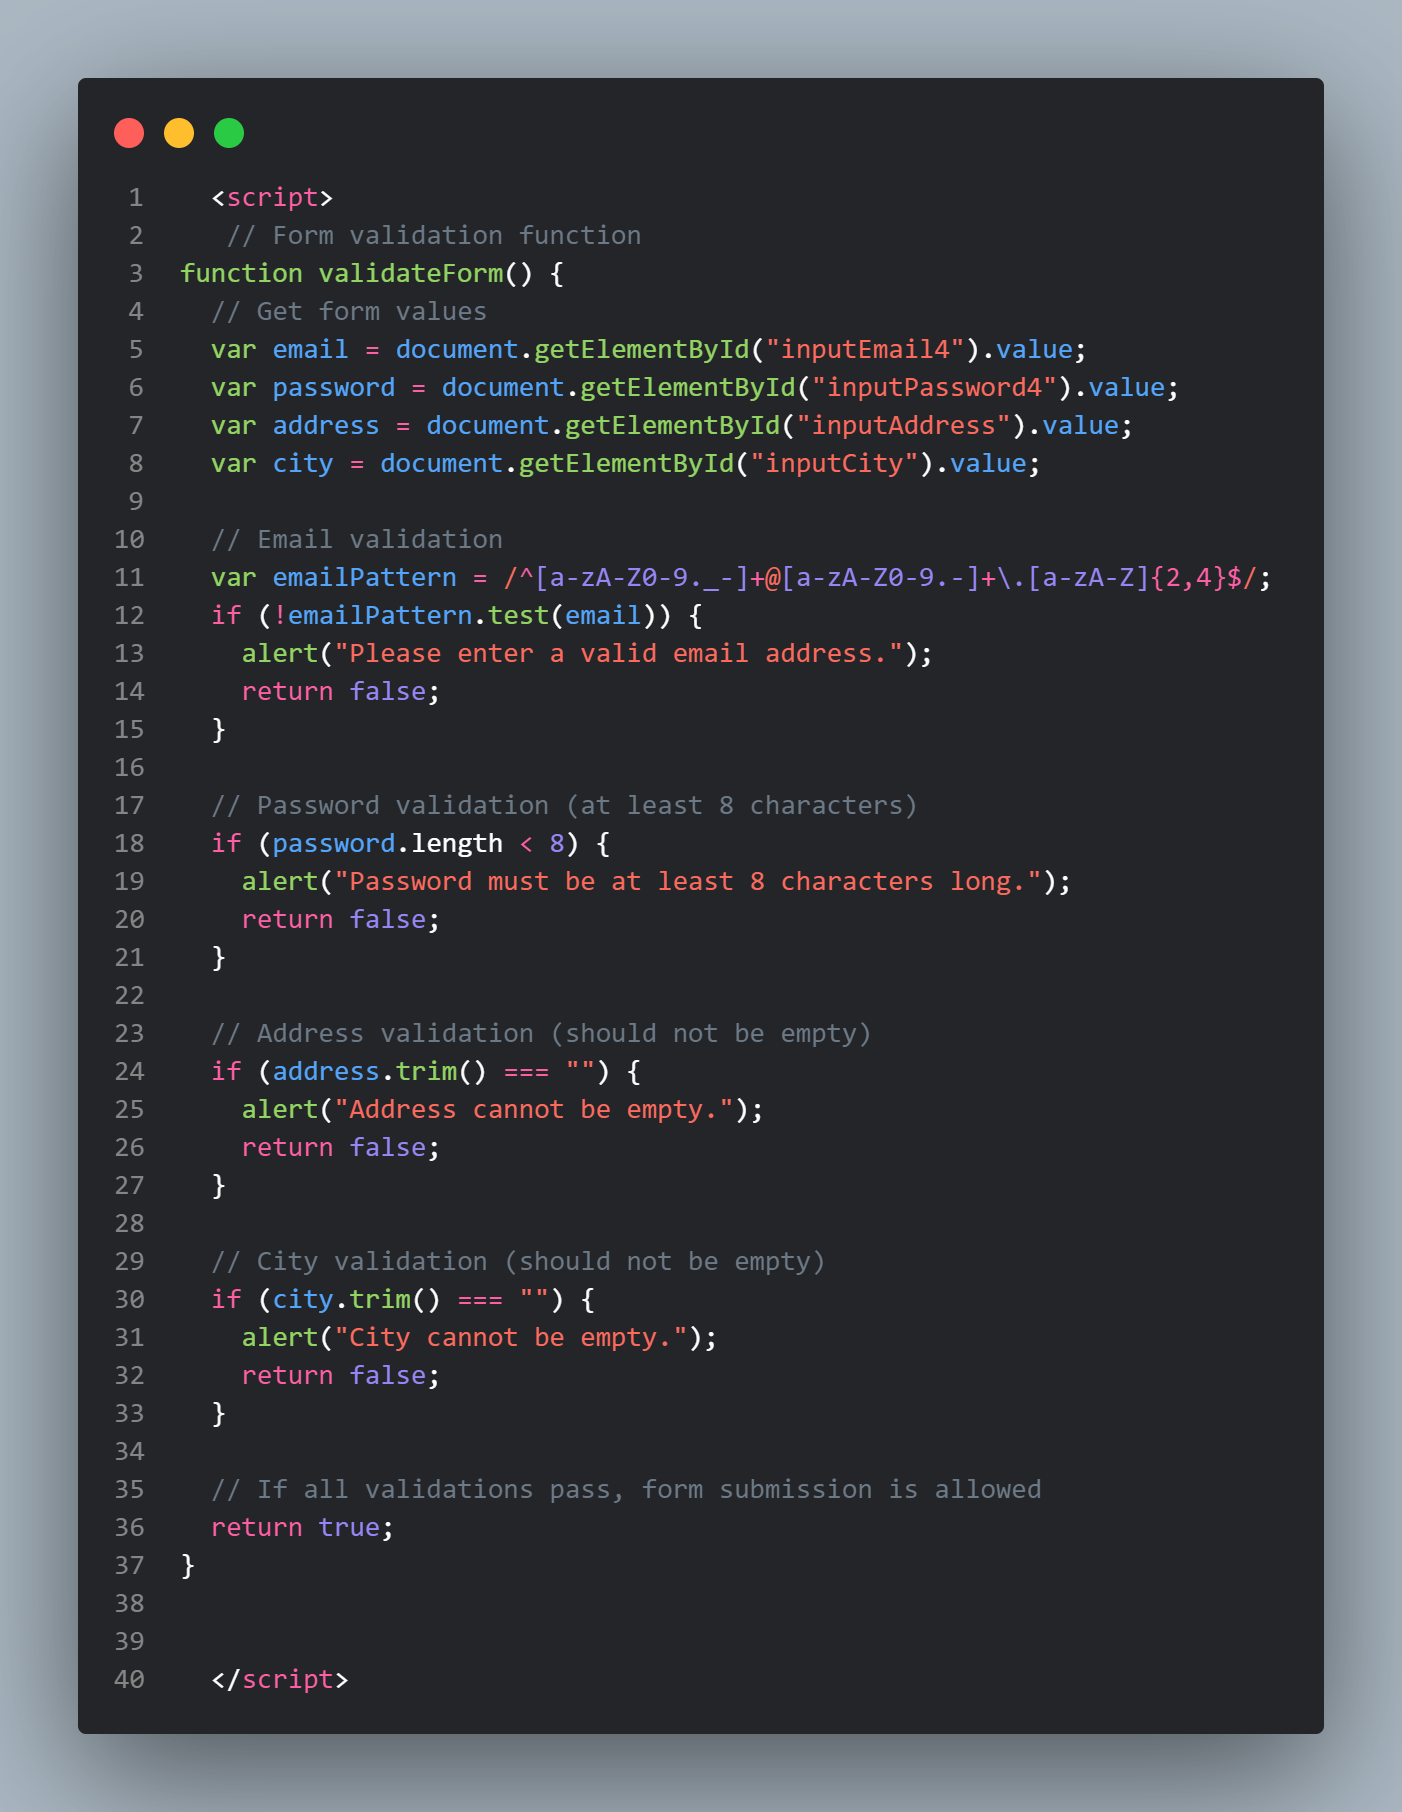 1    <script>
2     // Form validation function
3  function validateForm() {
4    // Get form values
5    var email = document.getElementById("inputEmail4").value;
6    var password = document.getElementById("inputPassword4").value;
7    var address = document.getElementById("inputAddress").value;
8    var city = document.getElementById("inputCity").value;
9
10    // Email validation
11    var emailPattern = /^[a-zA-Z0-9._-]+@[a-zA-Z0-9.-]+\.[a-zA-Z]{2,4}$/;
12    if (!emailPattern.test(email)) {
13      alert("Please enter a valid email address.");
14      return false;
15    }
16
17    // Password validation (at least 8 characters)
18    if (password.length < 8) {
19      alert("Password must be at least 8 characters long.");
20      return false;
21    }
22
23    // Address validation (should not be empty)
24    if (address.trim() === "") {
25      alert("Address cannot be empty.");
26      return false;
27    }
28
29    // City validation (should not be empty)
30    if (city.trim() === "") {
31      alert("City cannot be empty.");
32      return false;
33    }
34
35    // If all validations pass, form submission is allowed
36    return true;
37  }
38
39
40    </script>